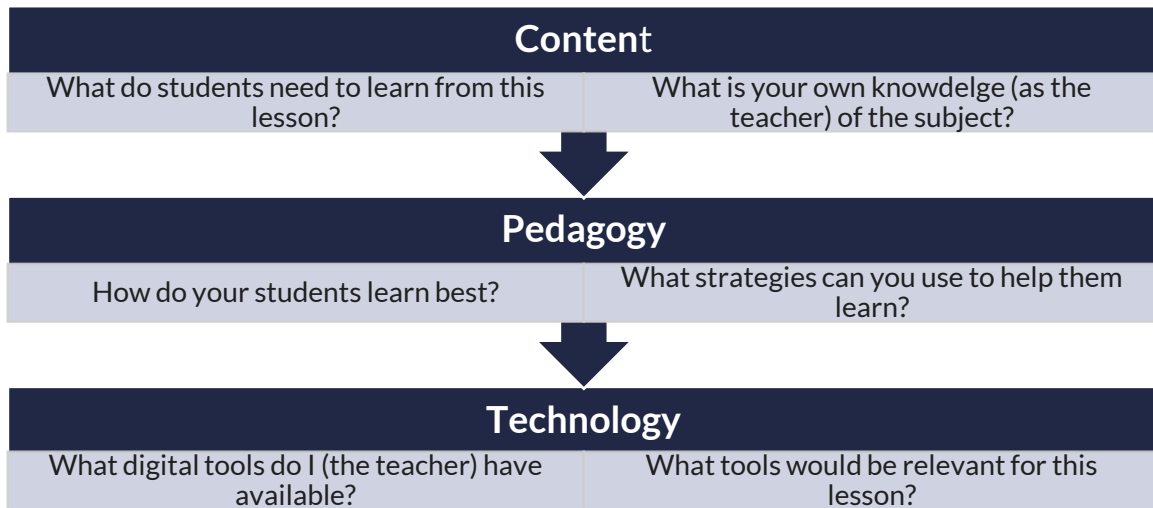 Content
What do students need to learn from this
lesson?
What is your own knowdelge (as the
teacher) of the subject?
Pedagogy
How do your students learn best?
What strategies can you use to help them
learn?
Technology
What digital tools do I (the teacher) have
available?
What tools would be relevant for this
lesson?